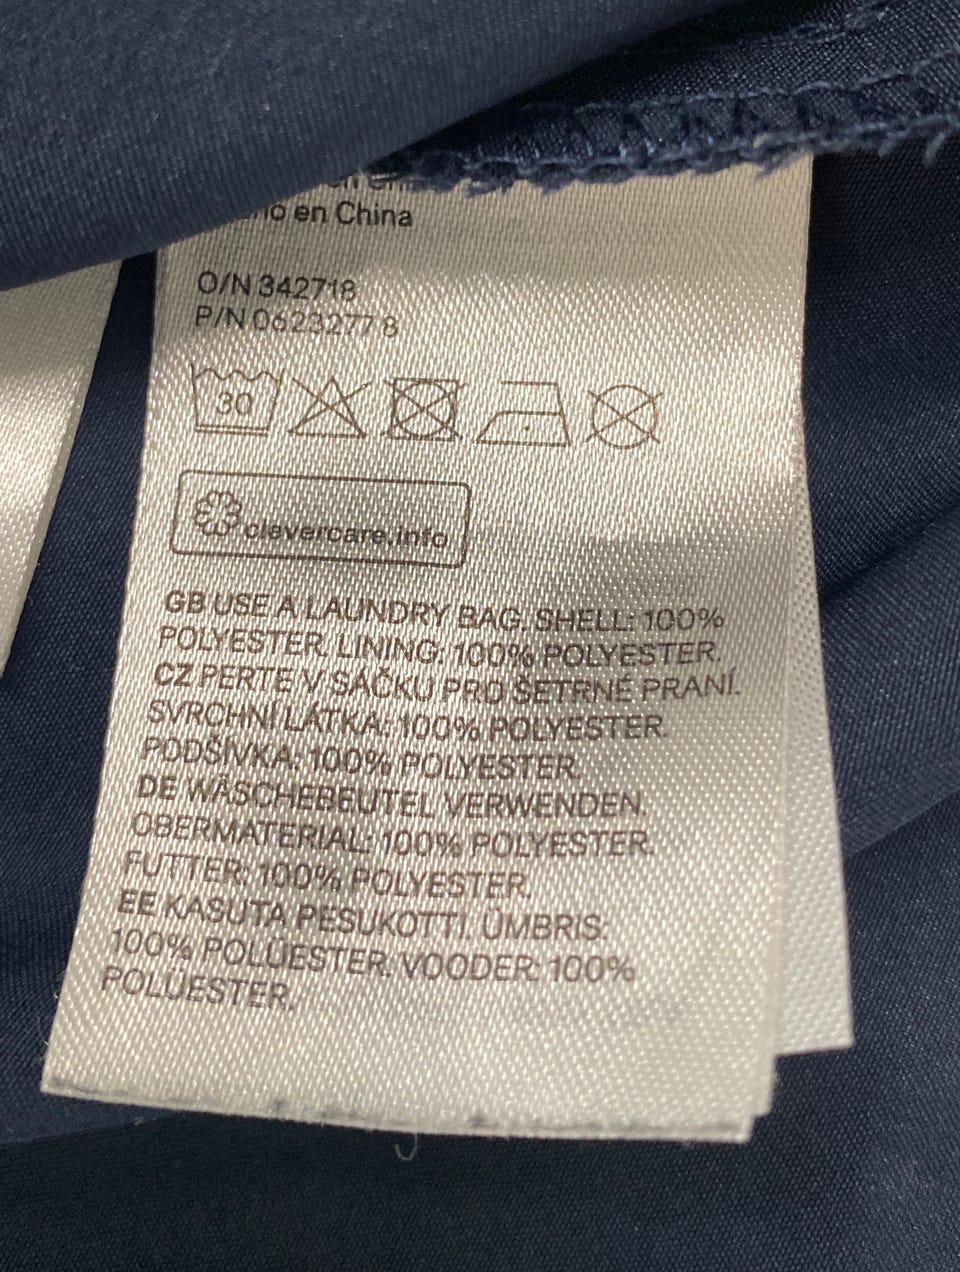 en China
O/N 342718
P/N 06232778
30
clevercare.info
GB USE A LAUNDRY BAG. SHELL: 100%
POLYESTER. LINING: 100% POLYESTER.
CZ PERTE V SÁČKU PRO ŠETRNÉ PRANÍ.
SVRCHNÍ LÁTKA: 100% POLYESTER.
PODŠÍVKA: 100% POLYESTER.
DE WÄSCHEBEUTEL VERWENDEN.
OBERMATERIAL: 100% POLYESTER.
FUTTER: 100% POLYESTER.
EE KASUTA PESUKOTTI. ÜMBRIS:
100% POLÜESTER. VOODER: 100%
POLÜESTER.